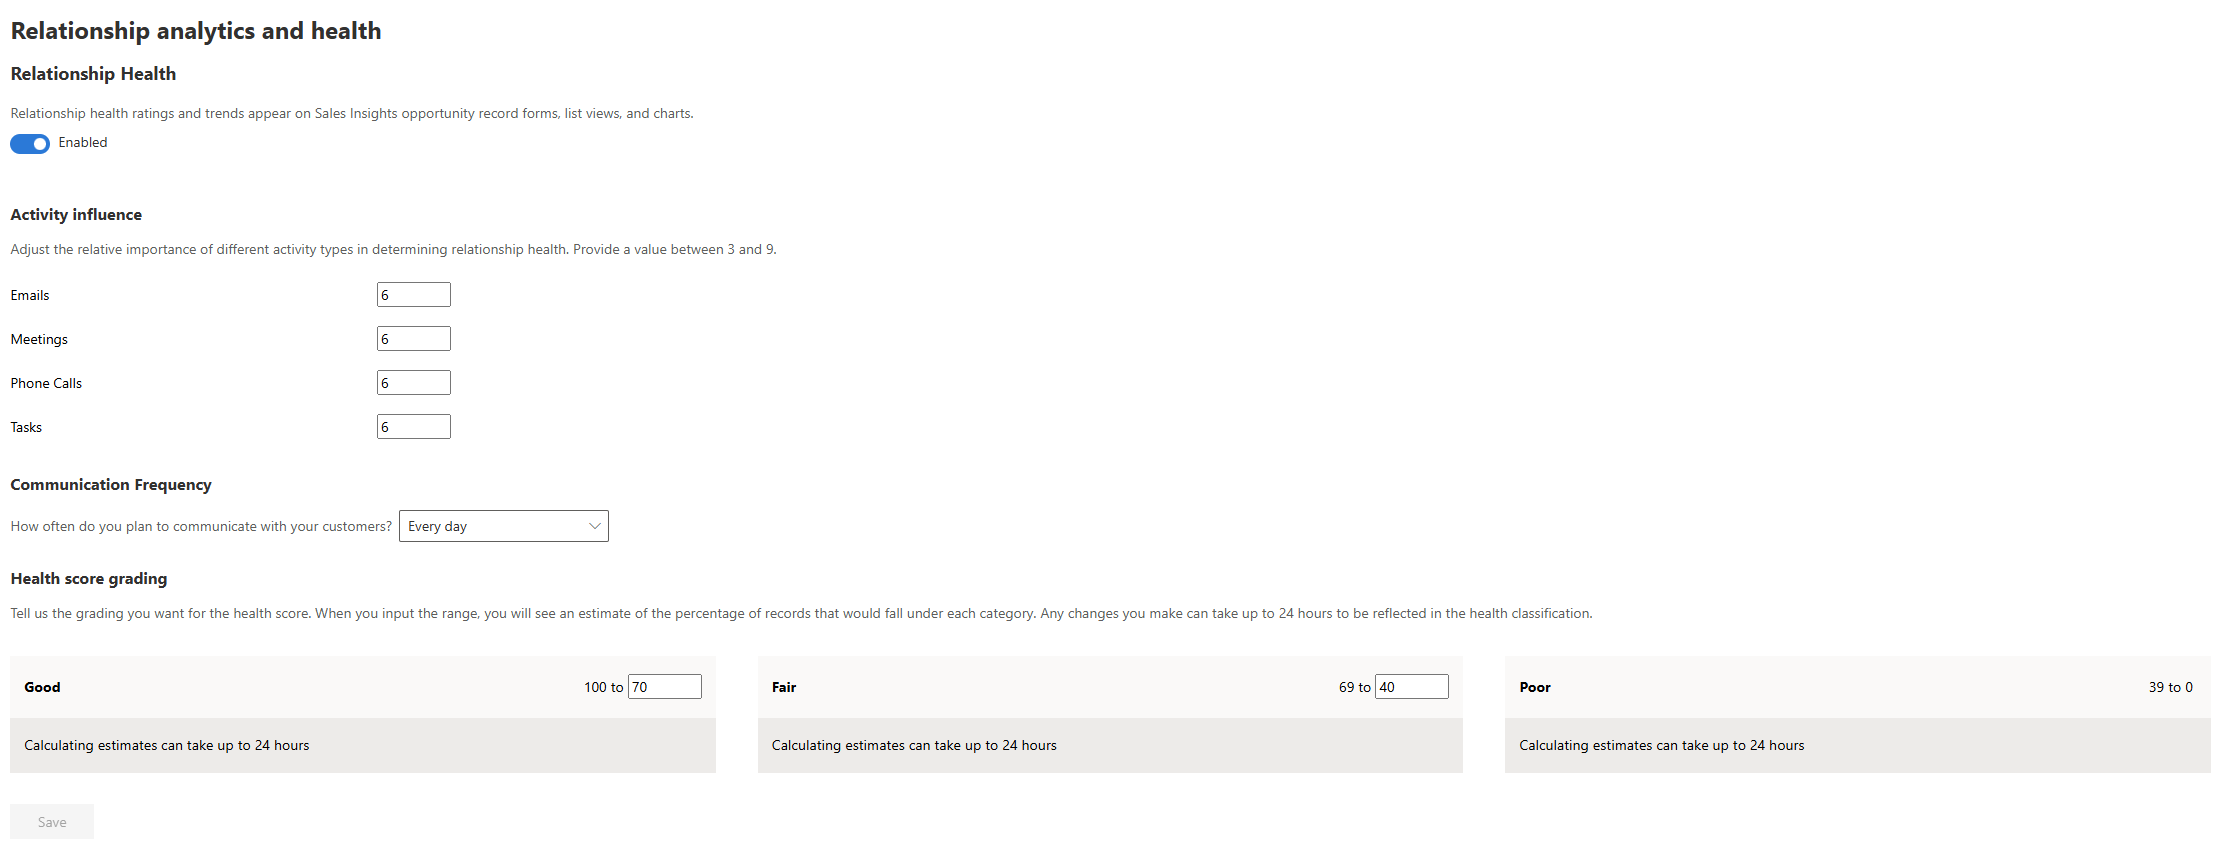 Relationship analytics and health
Relationship Health
Relationship health ratings and trends appear on Sales Insights opportunity record forms, list views, and charts.
Enabled
Activity influence
Adjust the relative importance of different activity types in determining relationship health. Provide a value between 3 and 9.
Emails 6
Meetings 6
Phone Calls 6
Tasks 6
Communication Frequency
How often do you plan to communicate with your customers? Every day
Health score grading
Tell us the grading you want for the health score. When you input the range, you will see an estimate of the percentage of records that would fall under each category. Any changes you make can take up to 24 hours to be reflected in the health classification.
Good 100 to 70
Calculating estimates can take up to 24 hours
Fair 69 to 40
Calculating estimates can take up to 24 hours
Poor 39 to 0
Calculating estimates can take up to 24 hours
Save